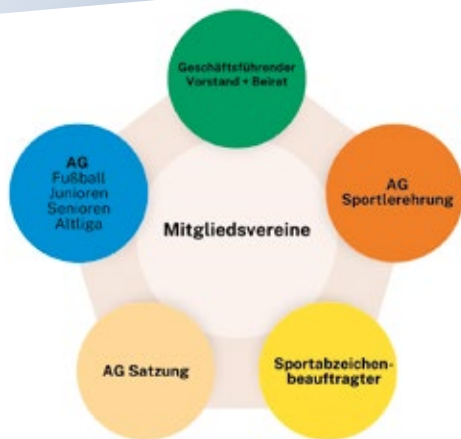 Geschäftsführender
Vorstand + Beirat
AG
Fußball
Junioren
Senioren
Altliga
AG
Sportlerehrung
Mitgliedsvereine
AG Satzung
Sportabzeichen-
beauftragter